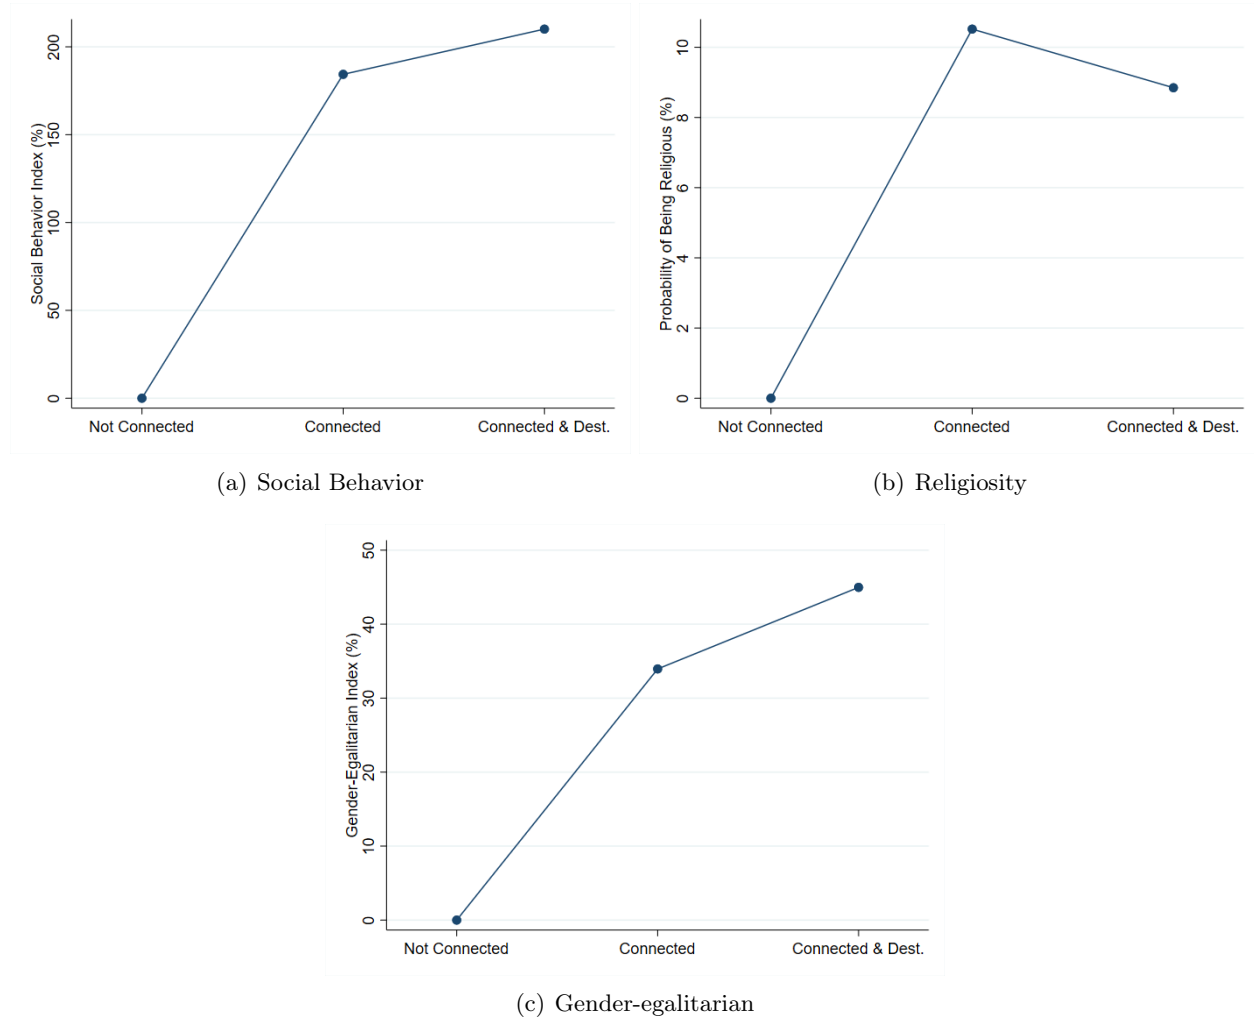 Social Behavior Index (%)
200
150
100
50
0
Not Connected Connected Connected & Dest.
(a) Social Behavior
Probability of Being Religious (%)
10
8
6
4
2
0
Not Connected Connected Connected & Dest.
(b) Religiosity
Gender-Egalitarian Index (%)
50
40
30
20
10
0
Not Connected Connected Connected & Dest.
(c) Gender-egalitarian